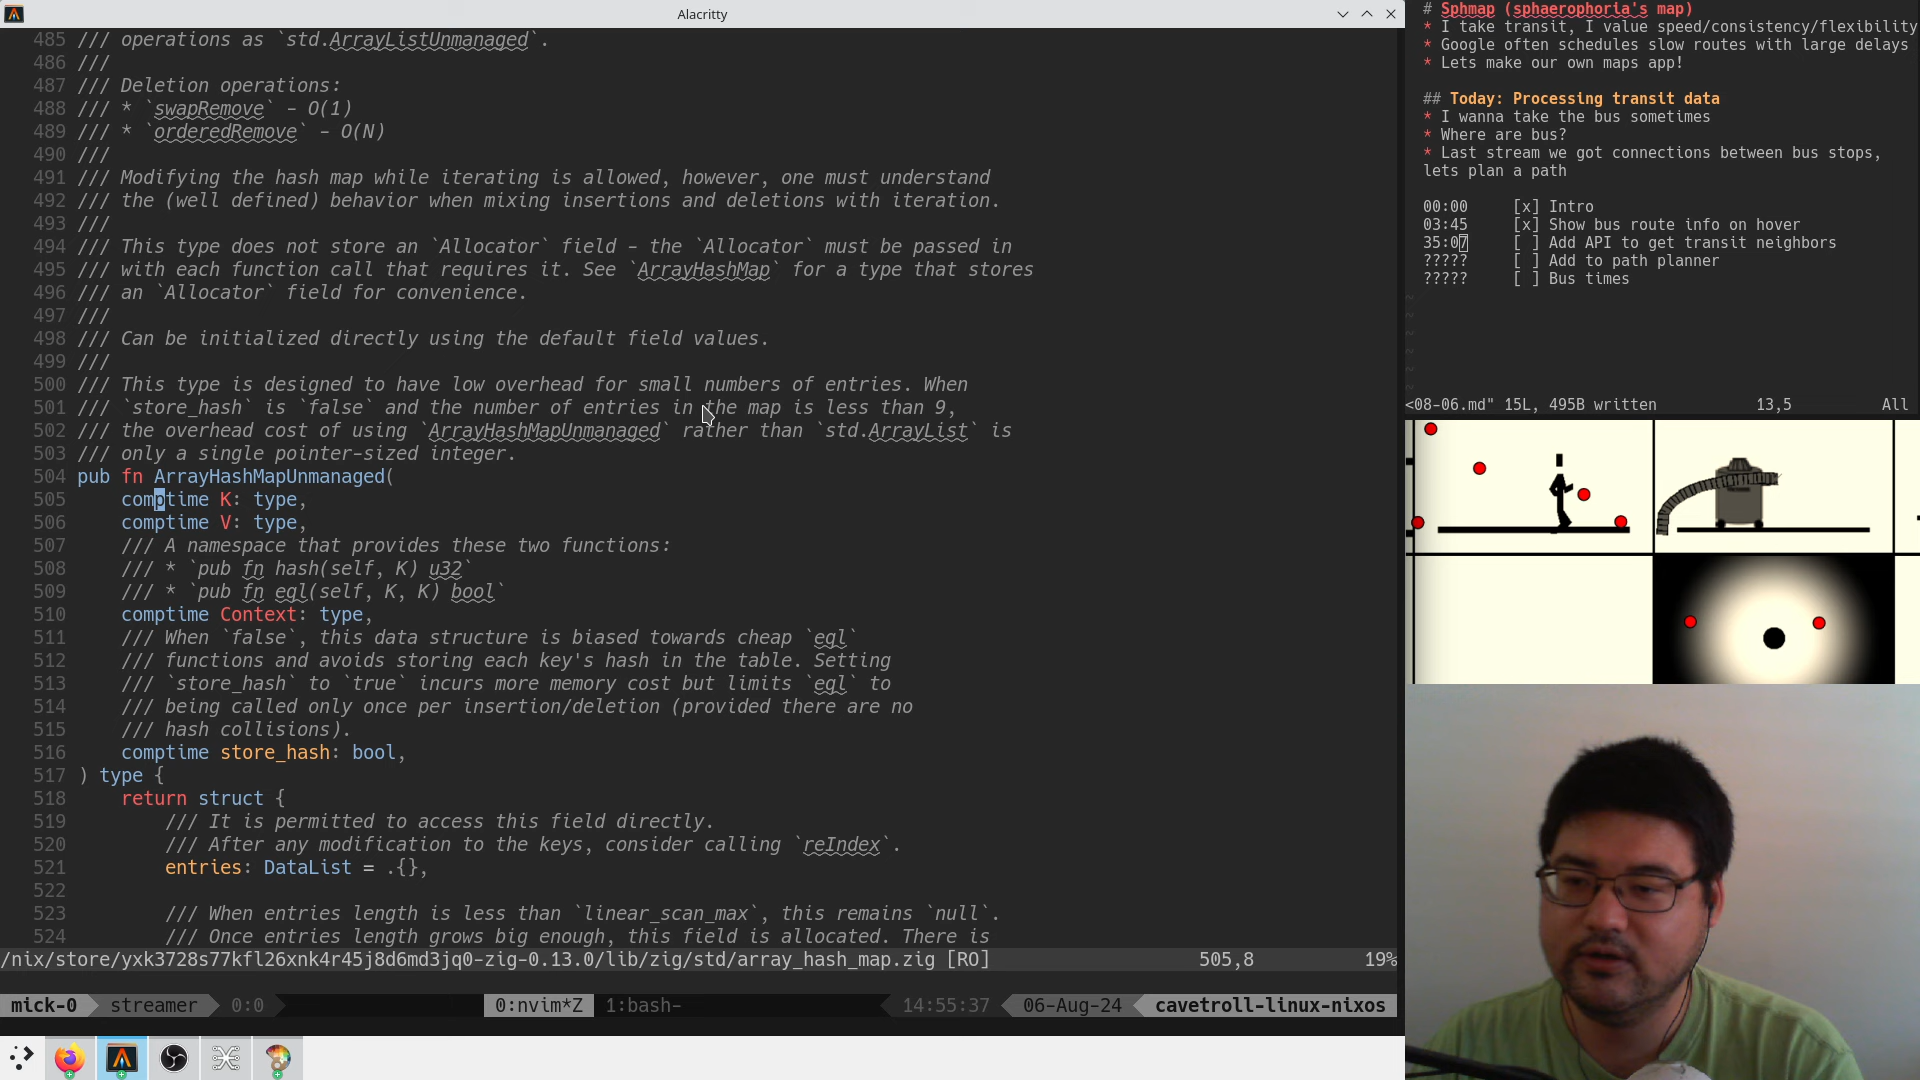 Alacritty
485 /// operations as `std.ArrayListUnmanaged`.
486 ///
487 /// Deletion operations:
488 /// * `swapRemove` - O(1)
489 /// * `orderedRemove` - O(N)
490 ///
491 /// Modifying the hash map while iterating is allowed, however, one must understand
492 /// the (well defined) behavior when mixing insertions and deletions with iteration.
493 ///
494 /// This type does not store an `Allocator` field - the `Allocator` must be passed in
495 /// with each function call that requires it. See `ArrayHashMap` for a type that stores
496 /// an `Allocator` field for convenience.
497 ///
498 /// Can be initialized directly using the default field values.
499 ///
500 /// This type is designed to have low overhead for small numbers of entries. When
501 /// `store_hash` is `false` and the number of entries in the map is less than 9,
502 /// the overhead cost of using `ArrayHashMapUnmanaged` rather than `std.ArrayList` is
503 /// only a single pointer-sized integer.
504 pub fn ArrayHashMapUnmanaged(
505 comptime K: type,
506 comptime V: type,
507 /// A namespace that provides these two functions:
508 /// * `pub fn hash(self, K) u32`
509 /// * `pub fn eql(self, K, K) bool`
510 comptime Context: type,
511 /// When `false`, this data structure is biased towards cheap `eql`
512 /// functions and avoids storing each key's hash in the table. Setting
513 /// `store_hash` to `true` incurs more memory cost but limits `eql` to
514 /// being called only once per insertion/deletion (provided there are no
515 /// hash collisions).
516 comptime store_hash: bool,
517 ) type {
518 return struct {
519 /// It is permitted to access this field directly.
520 /// After any modification to the keys, consider calling `reIndex`.
521 entries: DataList = .{},
522
523 /// When entries length is less than `linear_scan_max`, this remains `null`.
524 /// Once entries length grows big enough, this field is allocated. There is
/nix/store/yxk3728s77kfl26xnk4r45j8d6md3jq0-zig-0.13.0/lib/zig/std/array_hash_map.zig [RO] 505,8 19%
mick-0 streamer 0:0 0:nvim*Z 1:bash- 14:55:37 06-Aug-24 cavetroll-linux-nixos
# Sphmap (sphaerophoria's map)
* I take transit, I value speed/consistency/flexibility
* Google often schedules slow routes with large delays
* Lets make our own maps app!
## Today: Processing transit data
* I wanna take the bus sometimes
* Where are bus?
* Last stream we got connections between bus stops,
lets plan a path
00:00 [x] Intro
03:45 [x] Show bus route info on hover
35:07 [ ] Add API to get transit neighbors
????? [ ] Add to path planner
????? [ ] Bus times
~
~
~
~
~
~
<08-06.md" 15L, 495B written 13,5 All